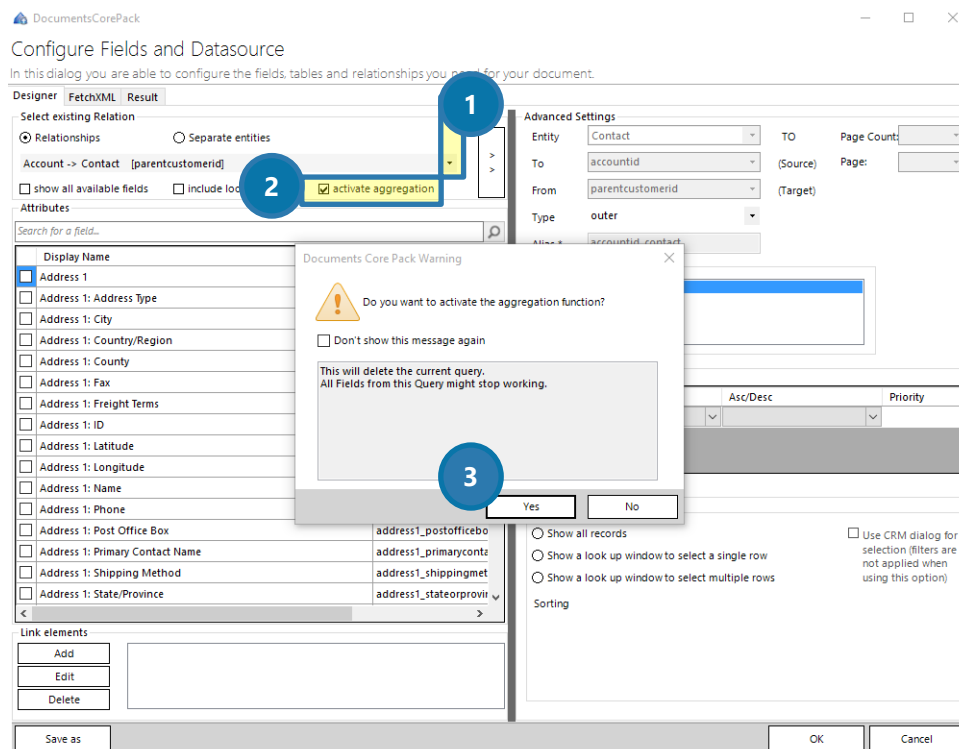 DocumentsCorePack
Configure Fields and Datasource
In this dialog you are able to configure the fields, tables and relationships you need for your document.
Designer FetchXML Result
1
Select existing Relation
Relationships Separate entities
Account -> Contact [parentcustomerid]
> >
show all available fields include loo
2
activate aggregation
Attributes
Search for a field...
Display Name
Address 1
Address 1: Address Type
Address 1: City
Address 1: Country/Region
Address 1: County
Address 1: Fax
Address 1: Freight Terms
Address 1: ID
Address 1: Latitude
Address 1: Longitude
Address 1: Name
Address 1: Phone
Address 1: Post Office Box address1_postofficebo
Address 1: Primary Contact Name address1_primaryconta
Address 1: Shipping Method address1_shippingmet
Address 1: State/Province address1_stateorprovin
Link elements
Add
Edit
Delete
Save as
Advanced Settings
Entity Contact TO Page Count:
To accountid (Source) Page:
From parentcustomerid (Target)
Type outer
Alias * accountid_contact
Documents Core Pack Warning
Do you want to activate the aggregation function?
Don't show this message again
This will delete the current query.
All Fields from this Query might stop working.
3
Yes No
Asc/Desc Priority
Show all records
Show a look up window to select a single row
Show a look up window to select multiple rows
Use CRM dialog for
selection (filters are
not applied when
using this option)
Sorting
OK Cancel